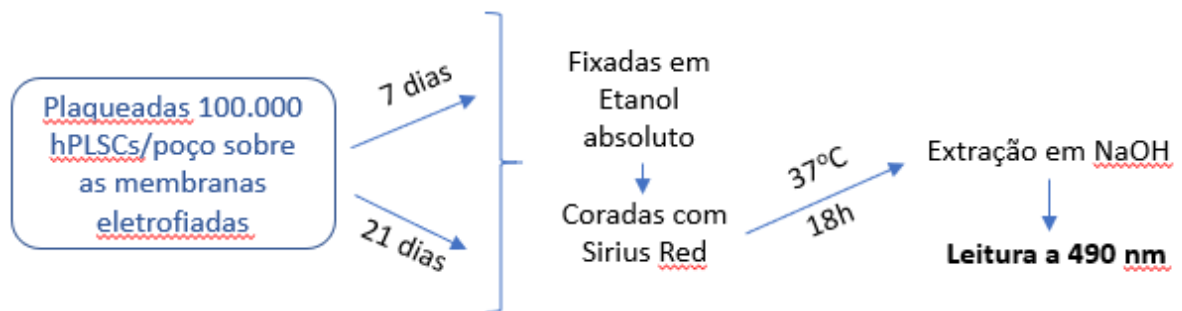 Plaqueadas 100.000
hPLSCs/poço sobre
as membranas
eletrofiadas
7 dias
21 dias
Fixadas em
Etanol
absoluto
Coradas com
Sirius Red
37ºC
18h
Extração em NaOH
Leitura a 490 nm